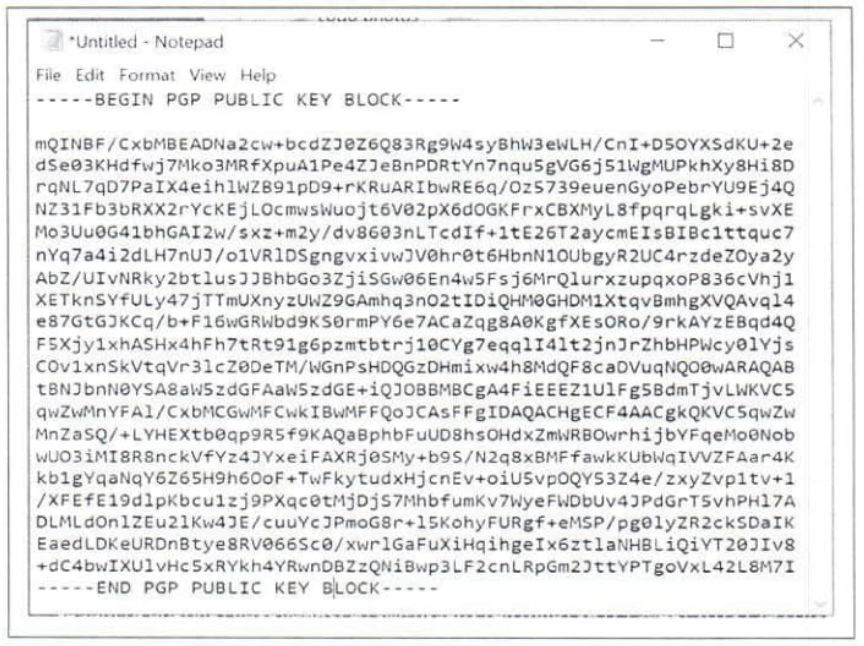 *Untitled - Notepad
File Edit Format View Help
-----BEGIN PGP PUBLIC KEY BLOCK-----
mQINBF/CxbMBEADNa2cw+bcdZJ0Z6Q83Rg9W4syBhW3eWLH/CnI+D5OYXSdKU+2e
dSe03KHdfwj7Mko3MRfXpuA1Pe4ZJeBnPDRtYn7nqu5gVG6j51WgMUPkhXy8Hi8D
rqNL7qD7PaIX4eihlWZB91pD9+rKRuARIbwRE6q/Oz5739euenGyoPebrYU9Ej4Q
NZ31Fb3bRXX2rYcKEjLOcmwsWuojt6V02pX6dOGKFrxCBXMyL8fpqrqLgki+svXE
Mo3Uu0G41bhGAI2w/sxz+m2y/dv8603nLTcdIf+1tE26T2aycmEIsBIBc1ttquc7
nYq7a4i2dLH7nUJ/o1VRlDSgngvxivwJV0hr0t6HbnN1OUbgyR2UC4rzdeZOya2y
AbZ/UIvNRky2btlusJJBhbGo3ZjiSGw06En4w5Fsj6MrQlurxzupqxoP836cVhj1
XETknSYfULy47jTTmUXnyzUWZ9GAmhq3nO2tIDiQHM0GHDM1XtqvBmhgXVQAvql4
e87GtGJKCq/b+F16wGRWbd9KS0rmPY6e7ACaZqg8A0KgfXEsORo/9rkAYzEBqd4Q
F5Xjy1xhASHx4hFh7tRt91g6pzmtbtrj10CYg7eqqlI4lt2jnJrZhbHPWcy0lYjs
COv1xnSkVtqVr3lcZ0DeTM/WGnPsHDQGzDHmixw4h8MdQF8caDVuqNQO0wARAQAB
tBNJbnN0YSA8aW5zdGFAaW5zdGE+iQJOBBMBCgA4FiEEEZ1UlFg5BdmTjvLWKVC5
qwZwMnYFAl/CxbMCGwMFCwkIBwMFFQoJCAsFFgIDAQACHgECF4AACgkQKVC5qwZw
MnZaSQ/+LYHEXtb0qp9R5f9KAQaBphbFuUD8hsOHdxZmWRBOwrhijbYFqeMo0Nob
wUO3iMI8R8nckVfYz4JYxeiFAXRj0SMy+b9S/N2q8xBMFfawkKUbWqIVVZFAar4K
kb1gYqaNqY6Z65H9h6OoF+TwFkytudxHjcnEv+oiU5vpOQY53Z4e/zxyZvp1tv+1
/XFEfE19dlpKbcu1zj9PXqc0tMjDjS7MhbfumKv7WyeFWDbUv4JPdGrT5vhPHl7A
DLMLdOnlZEu2lKw4JE/cuuYcJPmoG8r+l5KohyFURgf+eMSP/pg0lyZR2ckSDaIK
EaedLDKeURDnBtye8RV066Sc0/xwrlGaFuXiHqihgeIx6ztlaNHBLiQiYT20JIv8
+dC4bwIXUlvHc5xRYkh4YRwnDBZzQNiBwp3LF2cnLRpGm2JttYPTgoVxL42L8M7I
-----END PGP PUBLIC KEY BLOCK-----